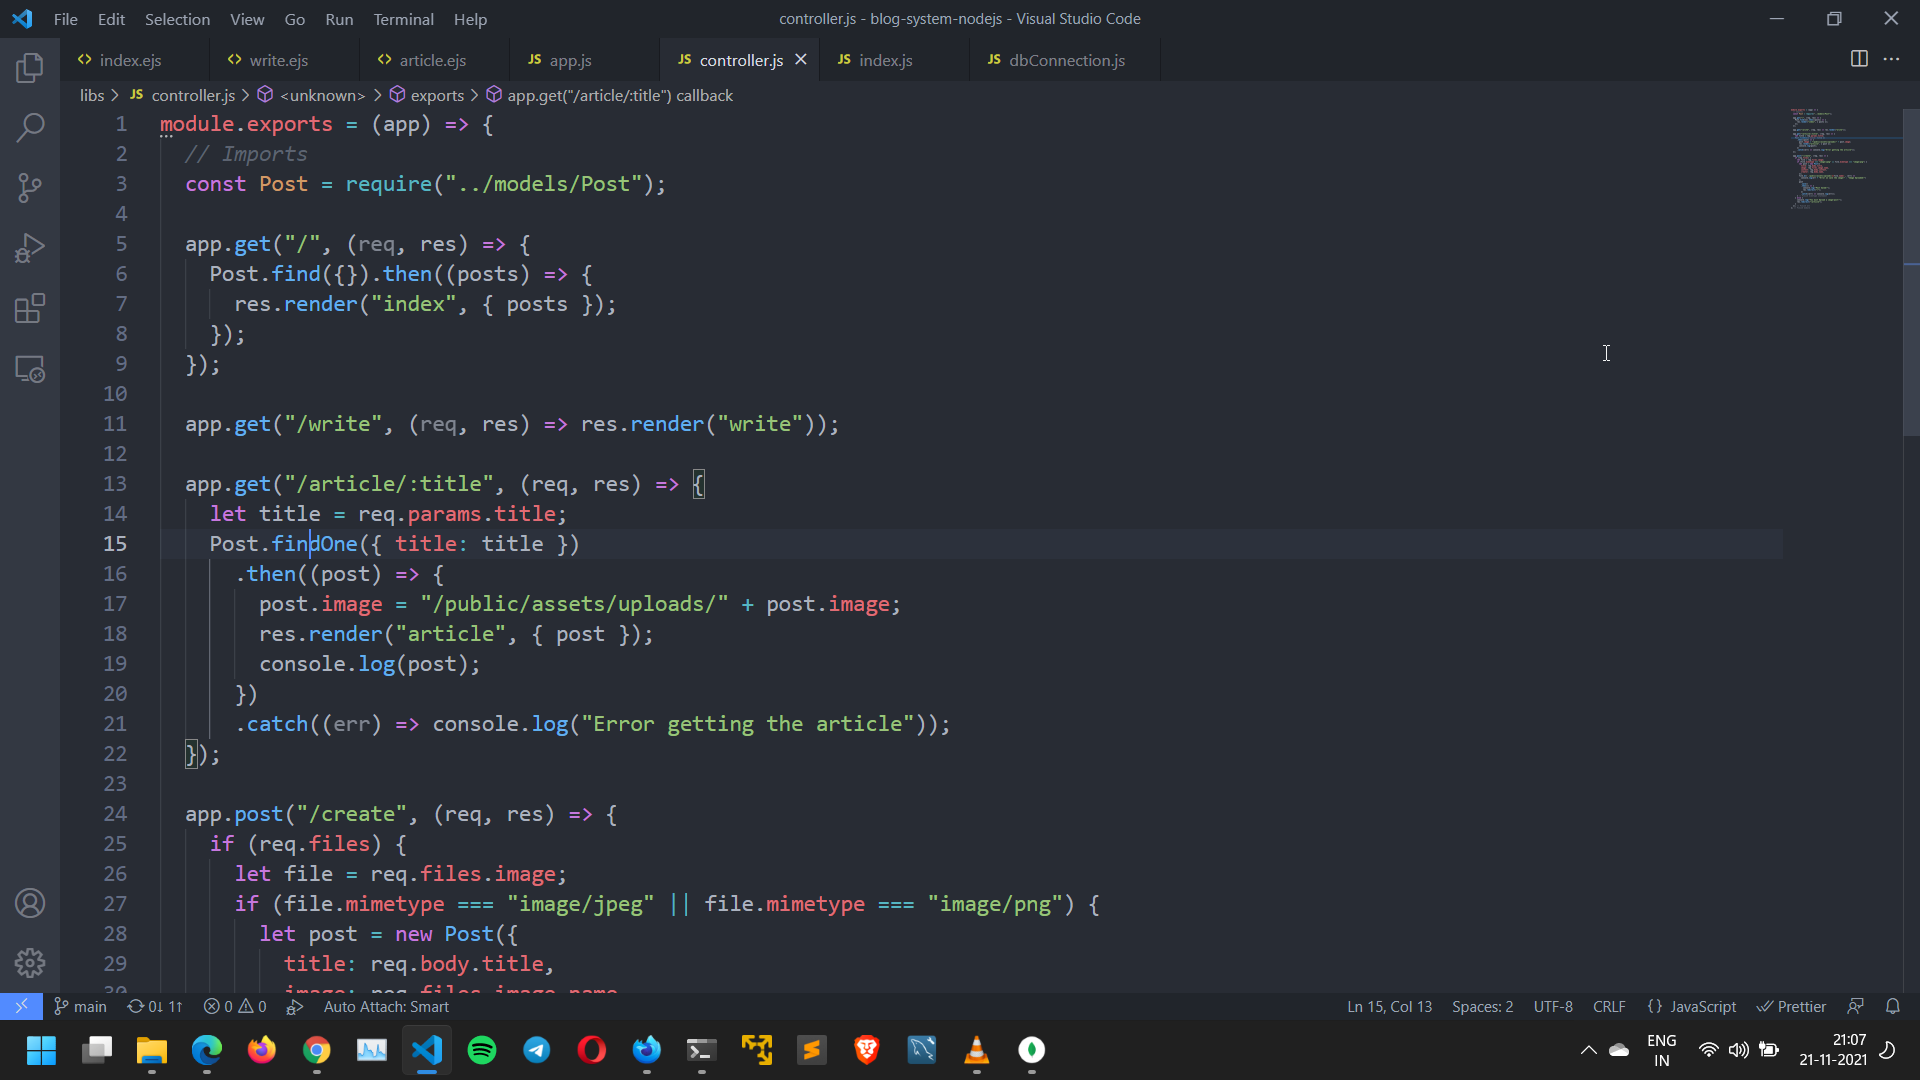 File Edit Selection View Go Run Terminal Help
controller.js - blog-system-nodejs - Visual Studio Code
<> index.ejs <> write.ejs <> article.ejs JS app.js JS controller.js JS index.js JS dbConnection.js
libs > JS controller.js > <unknown> > exports > app.get("/article/:title") callback
1 module.exports = (app) => {
2 // Imports
3 const Post = require("../models/Post");
4
5 app.get("/", (req, res) => {
6 Post.find({}).then((posts) => {
7 res.render("index", { posts });
8 });
9 });
10
11 app.get("/write", (req, res) => res.render("write"));
12
13 app.get("/article/:title", (req, res) => {
14 let title = req.params.title;
15 Post.findOne({ title: title })
16 .then((post) => {
17 post.image = "/public/assets/uploads/" + post.image;
18 res.render("article", { post });
19 console.log(post);
20 })
21 .catch((err) => console.log("Error getting the article"));
22 });
23
24 app.post("/create", (req, res) => {
25 if (req.files) {
26 let file = req.files.image;
27 if (file.mimetype === "image/jpeg" || file.mimetype === "image/png") {
28 let post = new Post({
29 title: req.body.title,
30 image: req.files.image.name
main 0↓ 1↑ 0 0 Auto Attach: Smart Ln 15, Col 13 Spaces: 2 UTF-8 CRLF {} JavaScript Prettier
ENG
IN
21:07
21-11-2021